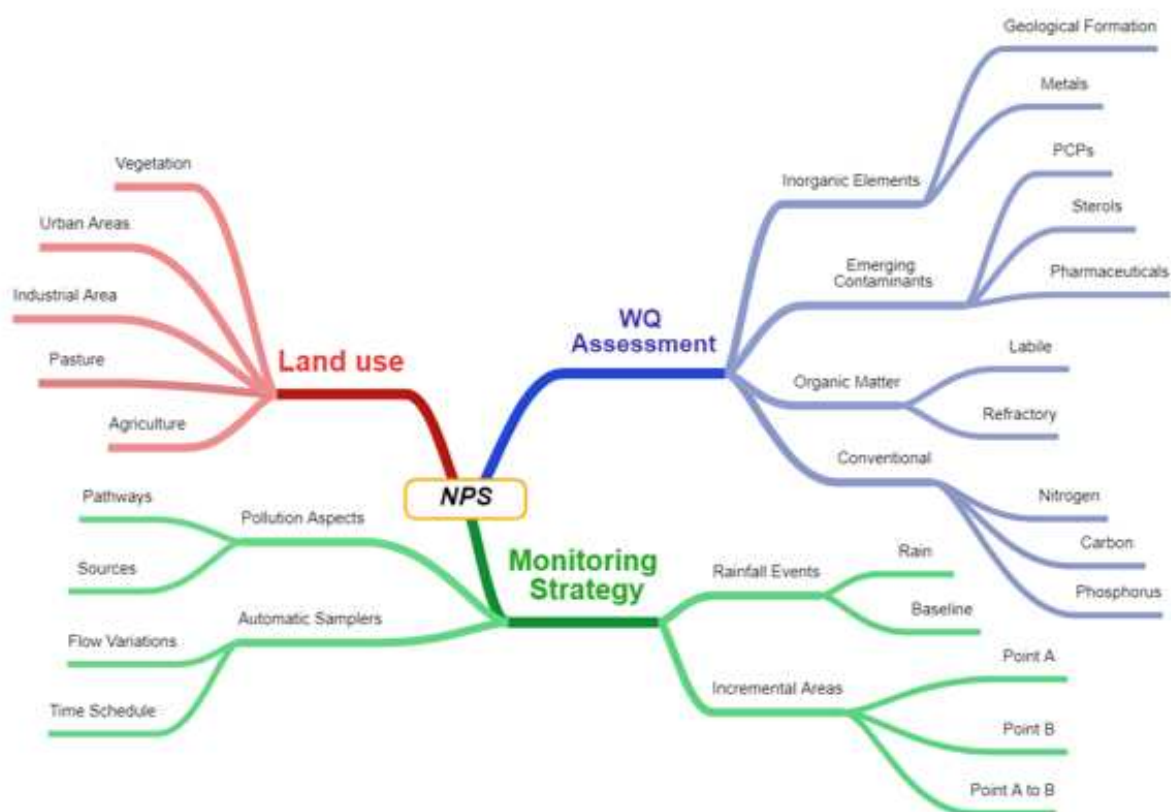 Geological Formation
Metals
PCPs
Inorganic Elements
Sterols
Emerging
Contaminants
Pharmaceuticals
WQ
Assessment
Labile
Organic Matter
Refractory
Conventional
Nitrogen
Carbon
Phosphorus
Vegetation
Urban Areas
Industrial Area
Land use
Pasture
Agriculture
NPS
Pathways
Pollution Aspects
Sources
Automatic Samplers
Flow Variations
Time Schedule
Monitoring
Strategy
Rain
Rainfall Events
Baseline
Point A
Incremental Areas
Point B
Point A to B